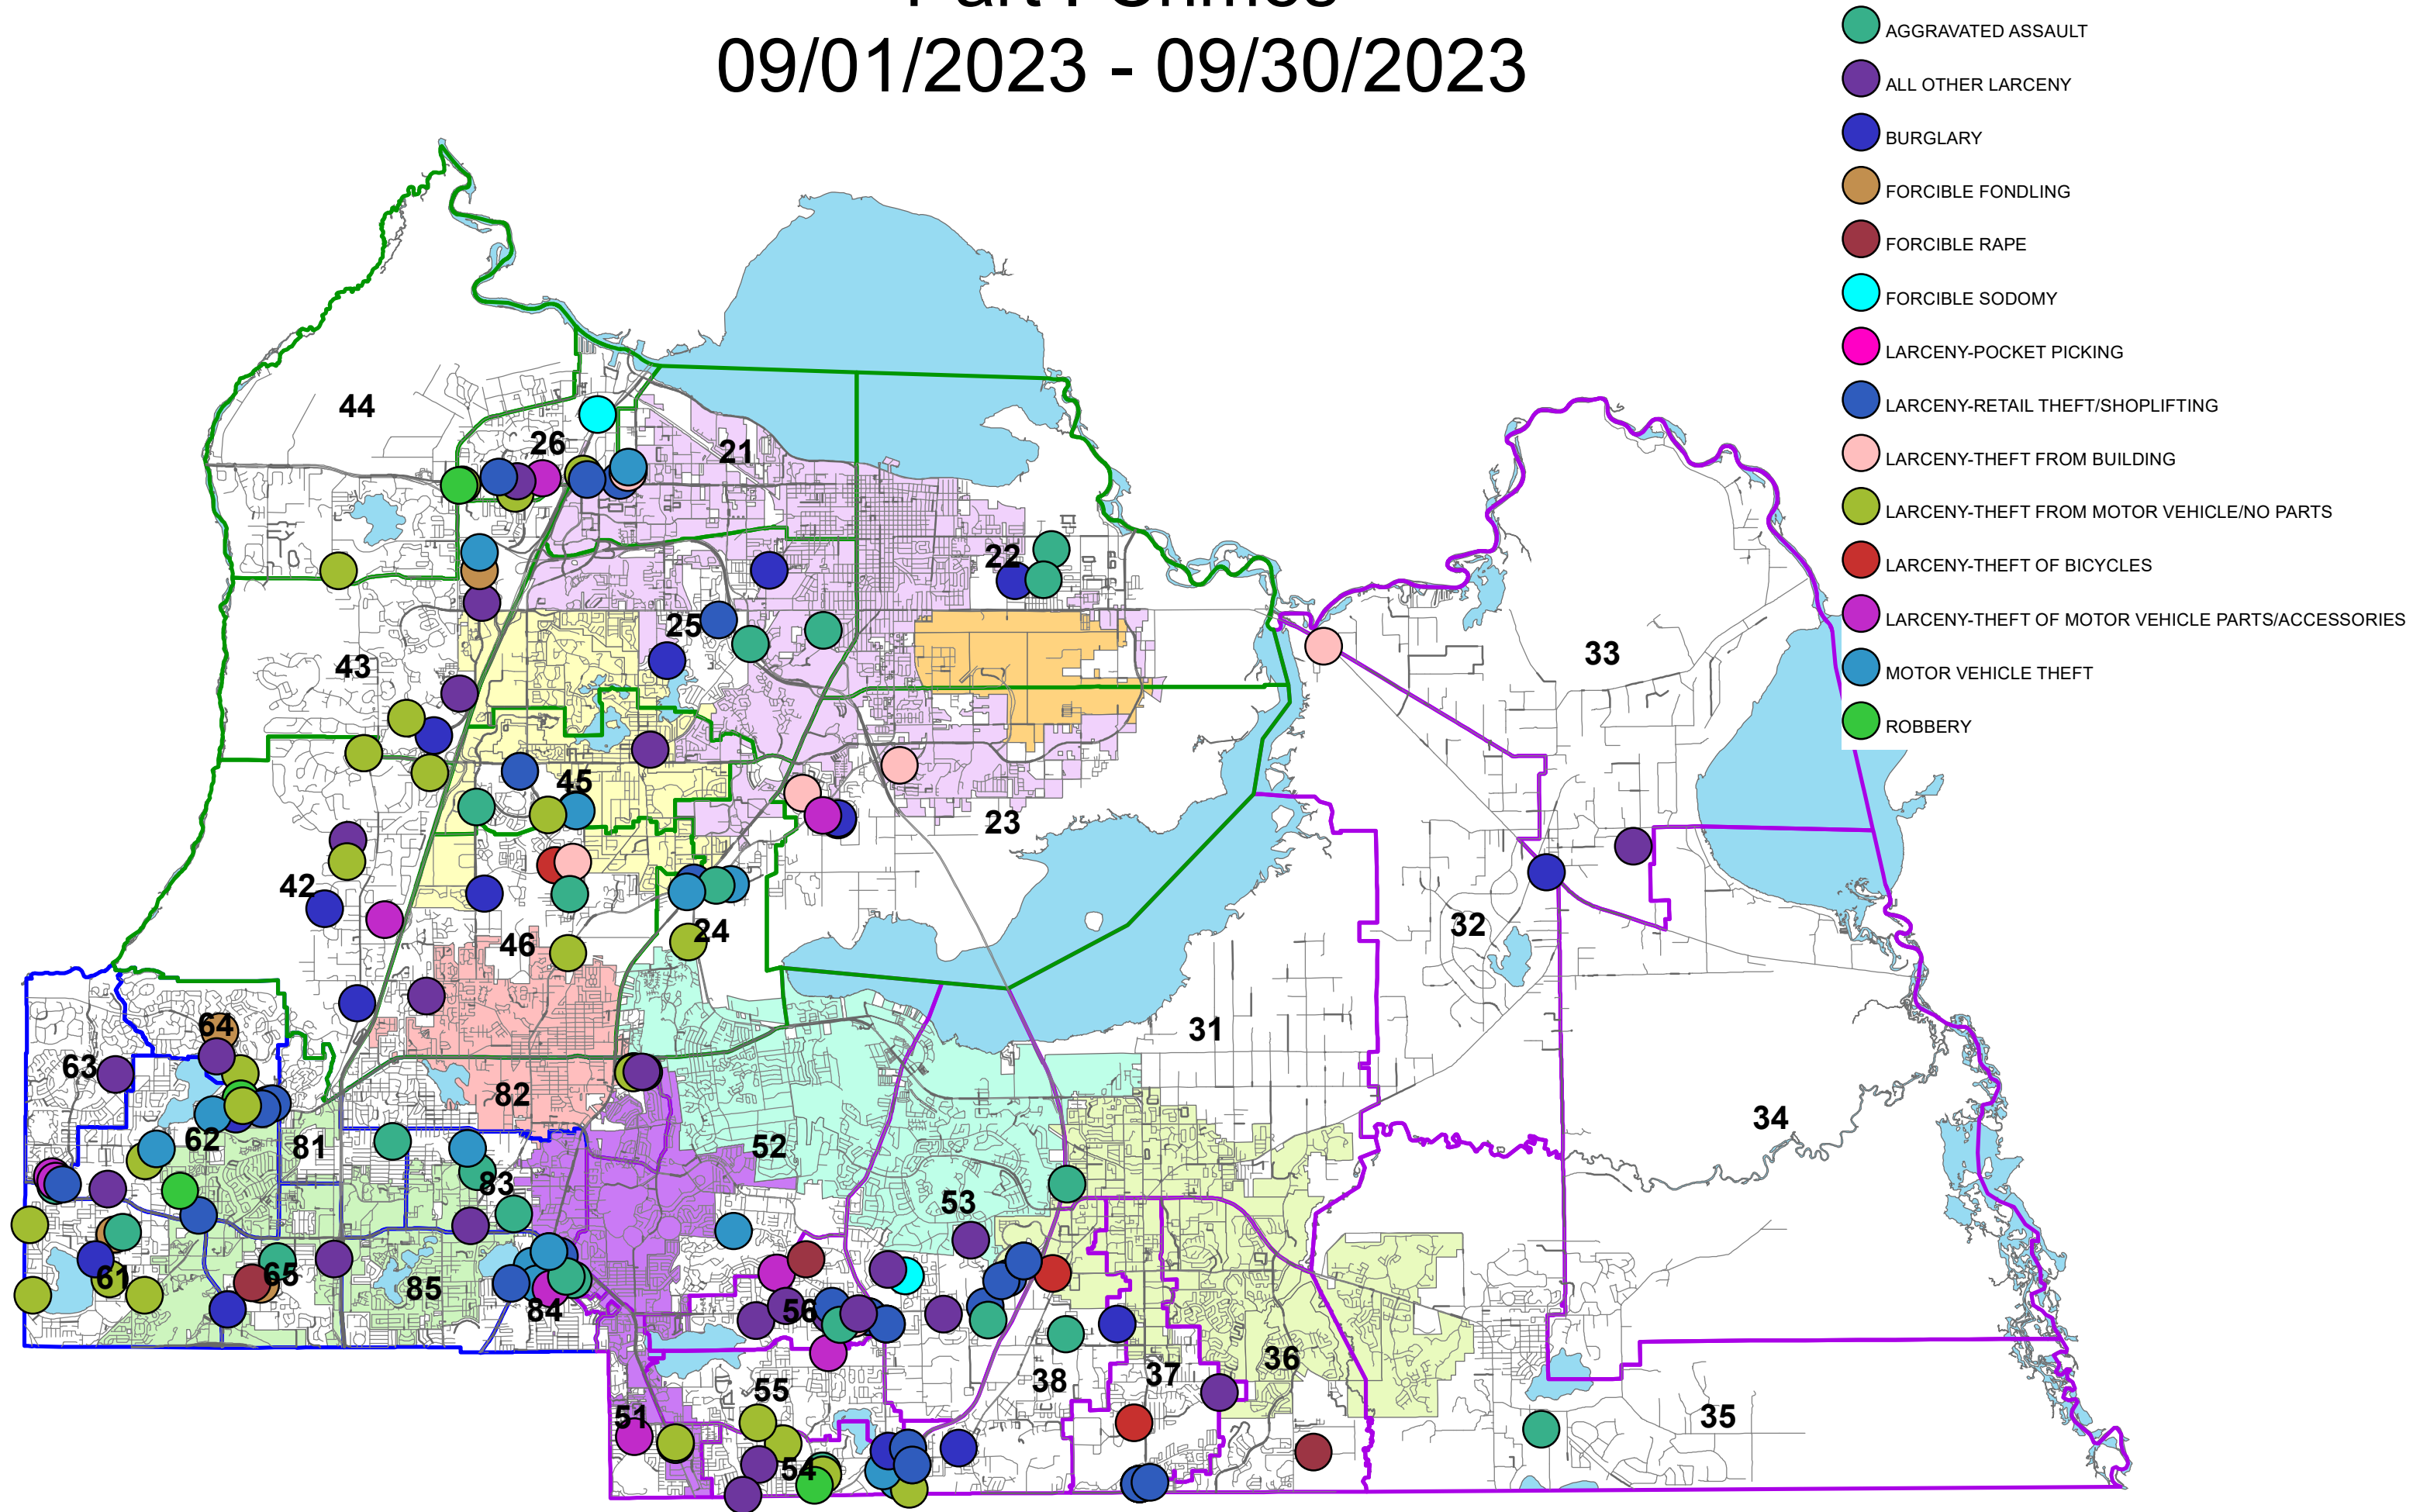 09/01/2023 - 09/30/2023
AGGRAVATED ASSAULT
ALL OTHER LARCENY
BURGLARY
FORCIBLE FONDLING
FORCIBLE RAPE
FORCIBLE SODOMY
LARCENY-POCKET PICKING
LARCENY-RETAIL THEFT/SHOPLIFTING
LARCENY-THEFT FROM BUILDING
LARCENY-THEFT FROM MOTOR VEHICLE/NO PARTS
LARCENY-THEFT OF BICYCLES
LARCENY-THEFT OF MOTOR VEHICLE PARTS/ACCESSORIES
MOTOR VEHICLE THEFT
ROBBERY
44
26
21
22
25
43
33
45
23
42
32
24
46
64
31
63
82
34
62
81
52
83
53
61
65
85
84
56
36
37
38
55
51
35
54